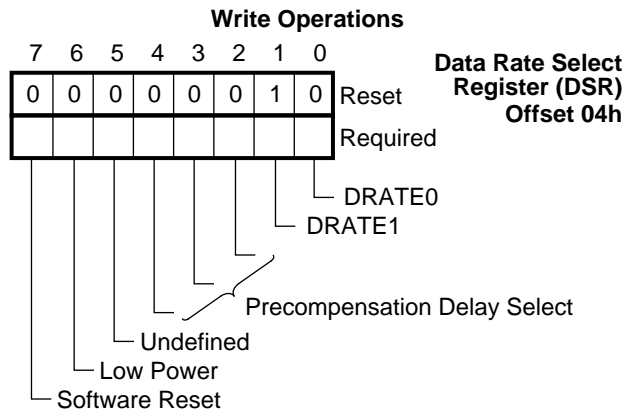 Write Operations
7 6 5 4 3 2 1 0
Data Rate Select
Register (DSR)
Offset 04h
0 0 0 0 0 0 1 0 Reset
Required
DRATE0
DRATE1
Precompensation Delay Select
Undefined
Low Power
Software Reset